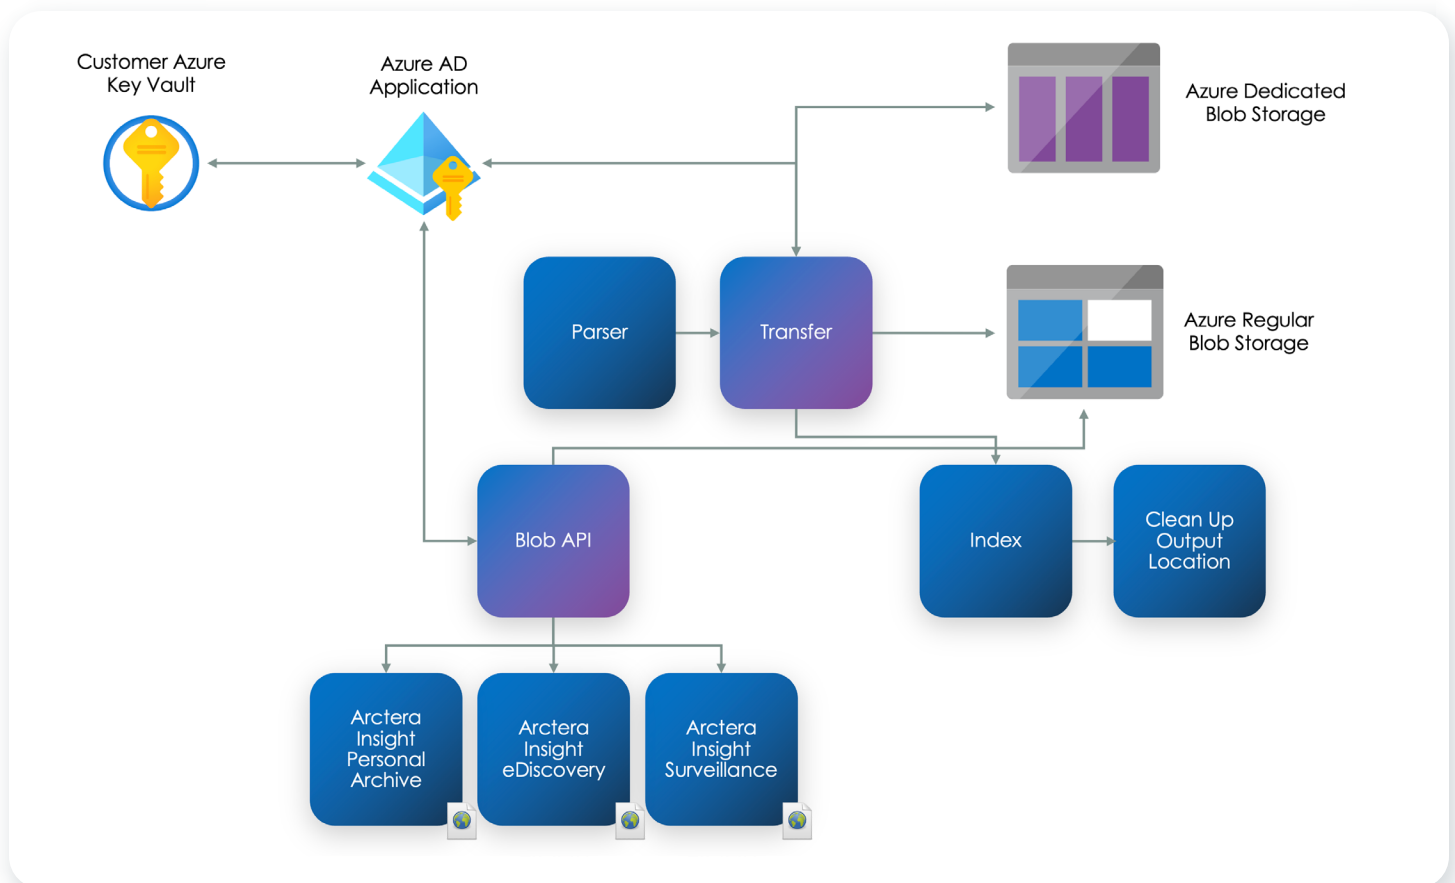 Customer Azure
Key Vault
Azure AD
Application
Azure Dedicated
Blob Storage
Parser
Transfer
Azure Regular
Blob Storage
Blob API
Index
Clean Up
Output
Location
Arctera
Insight
Personal
Archive
Arctera
Insight
eDiscovery
Arctera
Insight
Surveillance